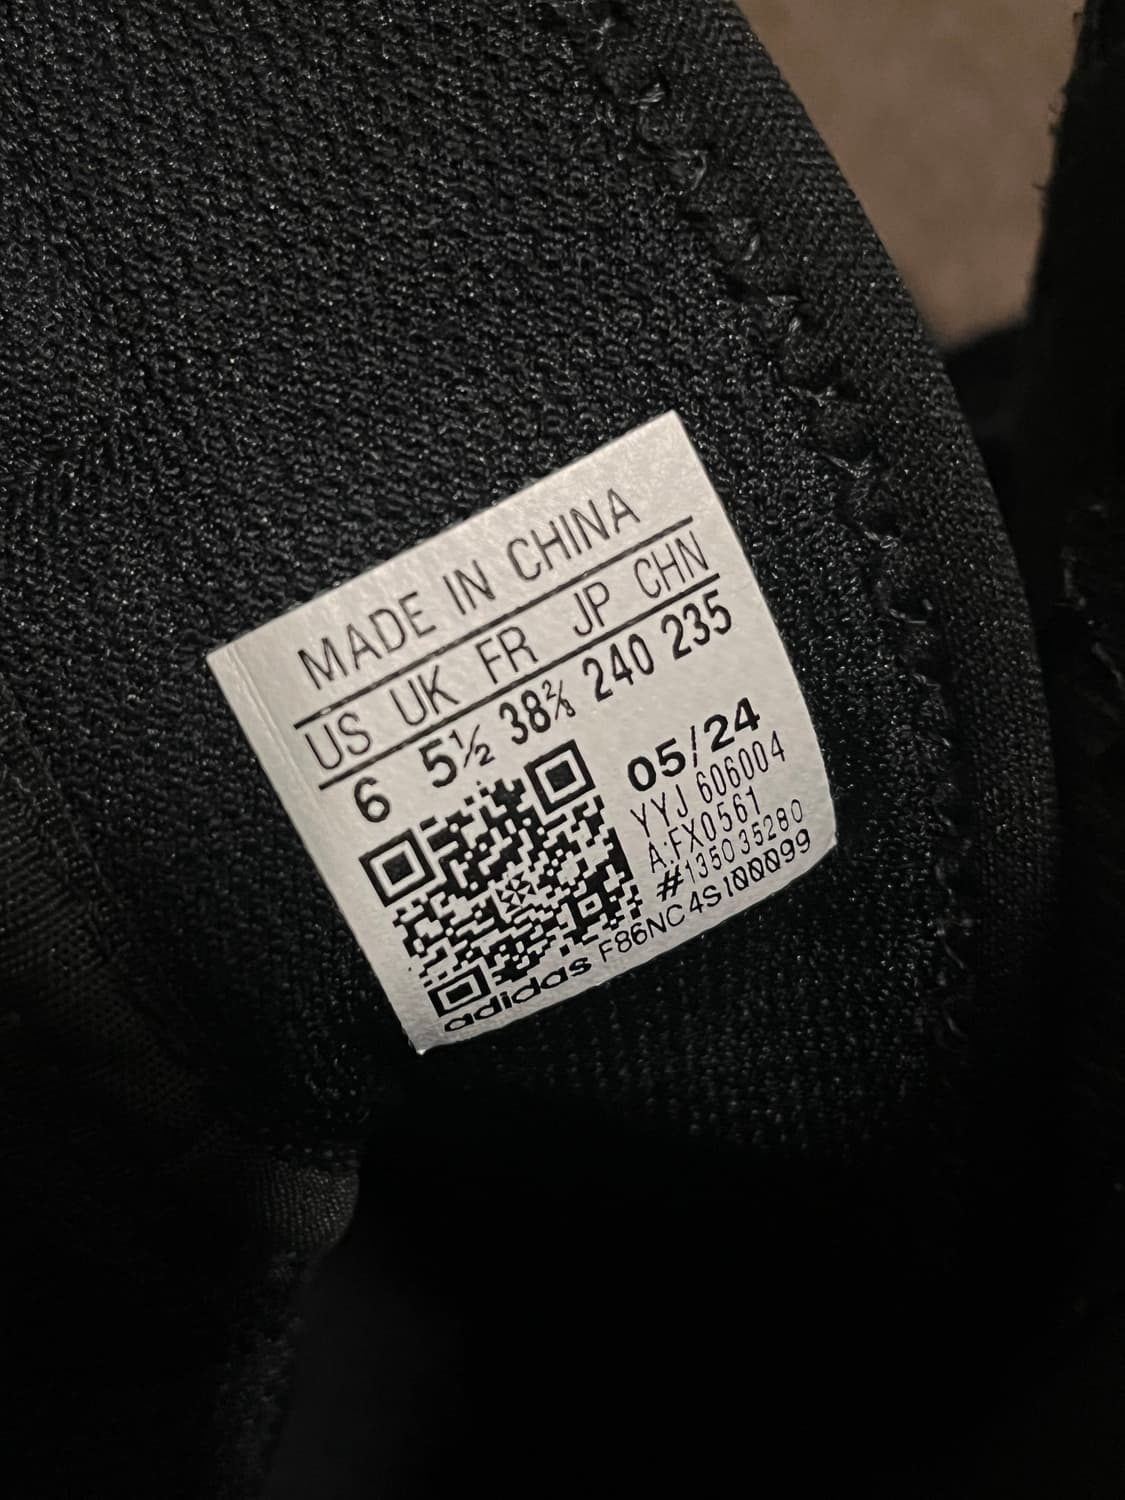 MADE IN CHINA
US UK FR JP CHN
6 5½ 38⅔ 240 235
05/24
YYJ 606004
A:FX0561
#135035280
adidas F86NC4S100099